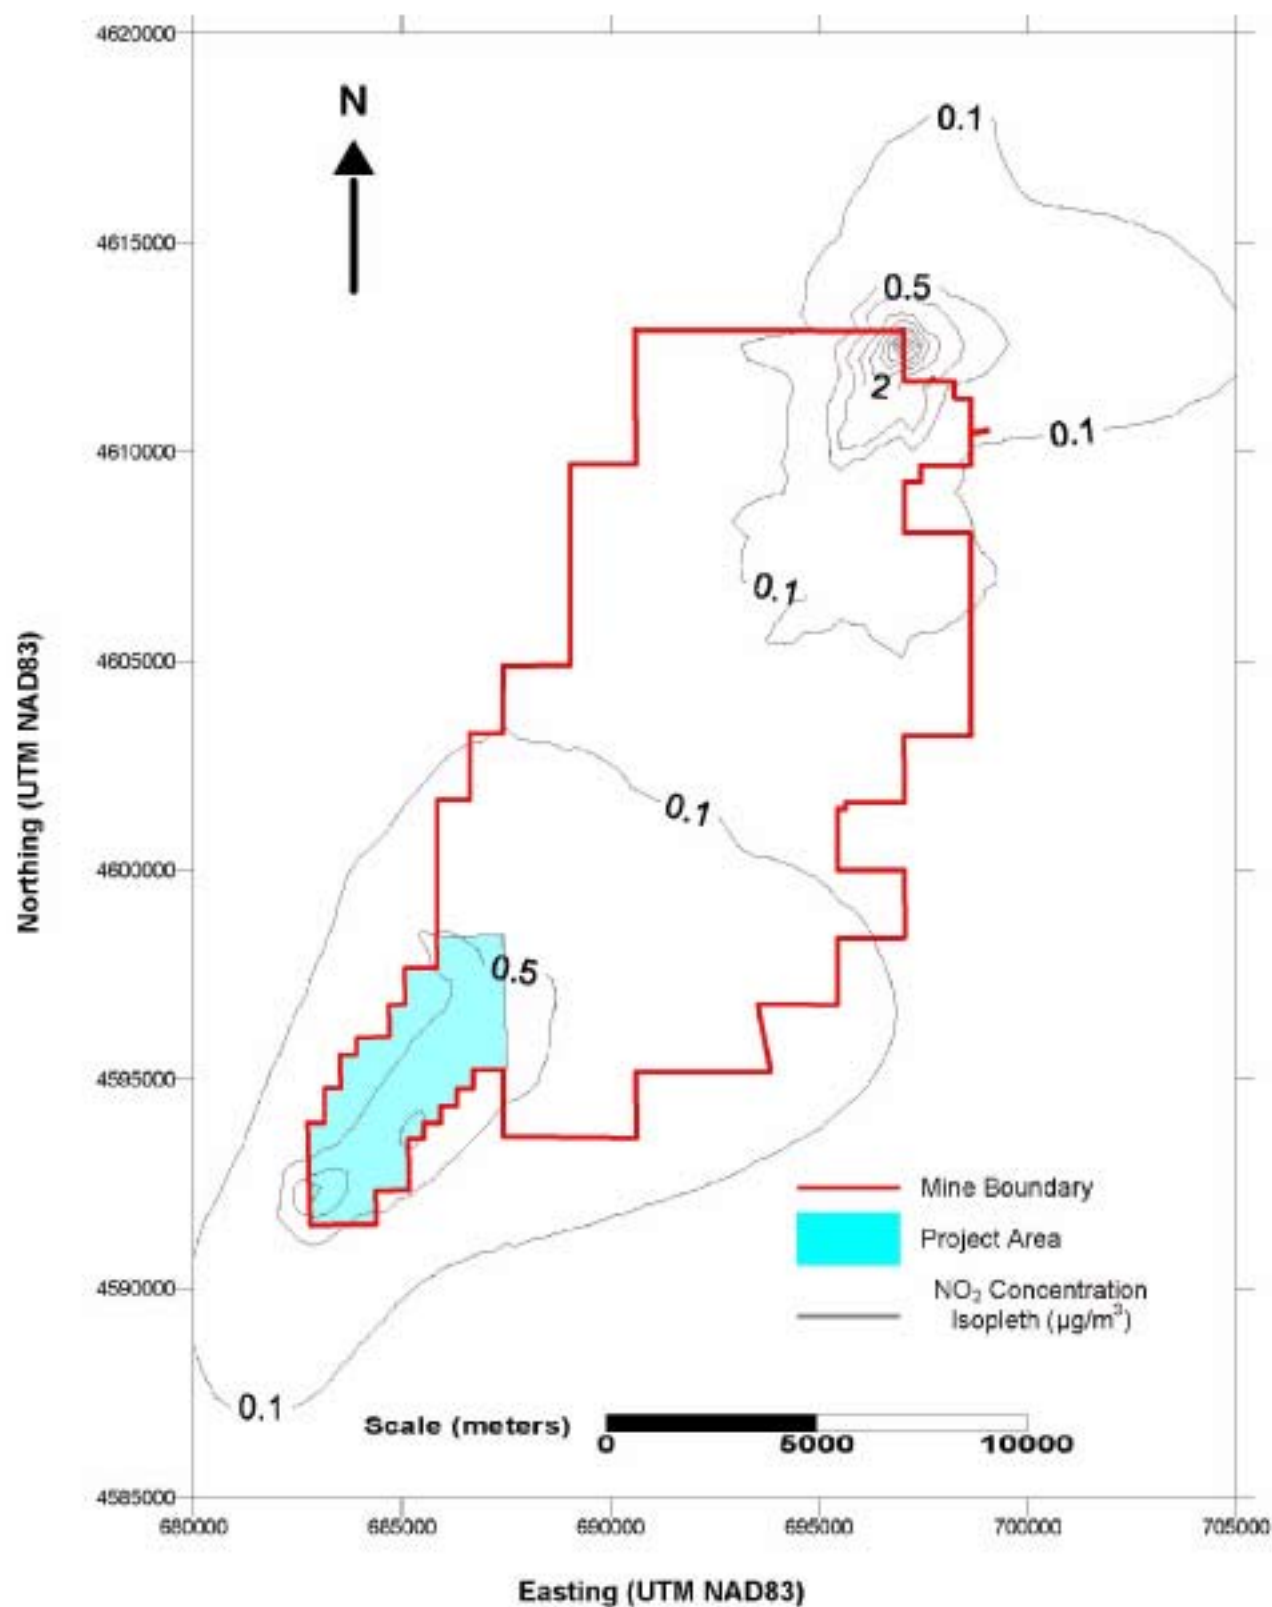 4620000
N
0.1
4615000
0.5
2
4610000
0.1
0.1
4605000
0.1
4600000
0.5
4595000
Mine Boundary
Project Area
NO₂ Concentration
Isopleth (µg/m³)
4590000
0.1
Scale (meters)
0 5000 10000
4585000
680000 685000 690000 695000 700000 705000
Easting (UTM NAD83)
Northing (UTM NAD83)